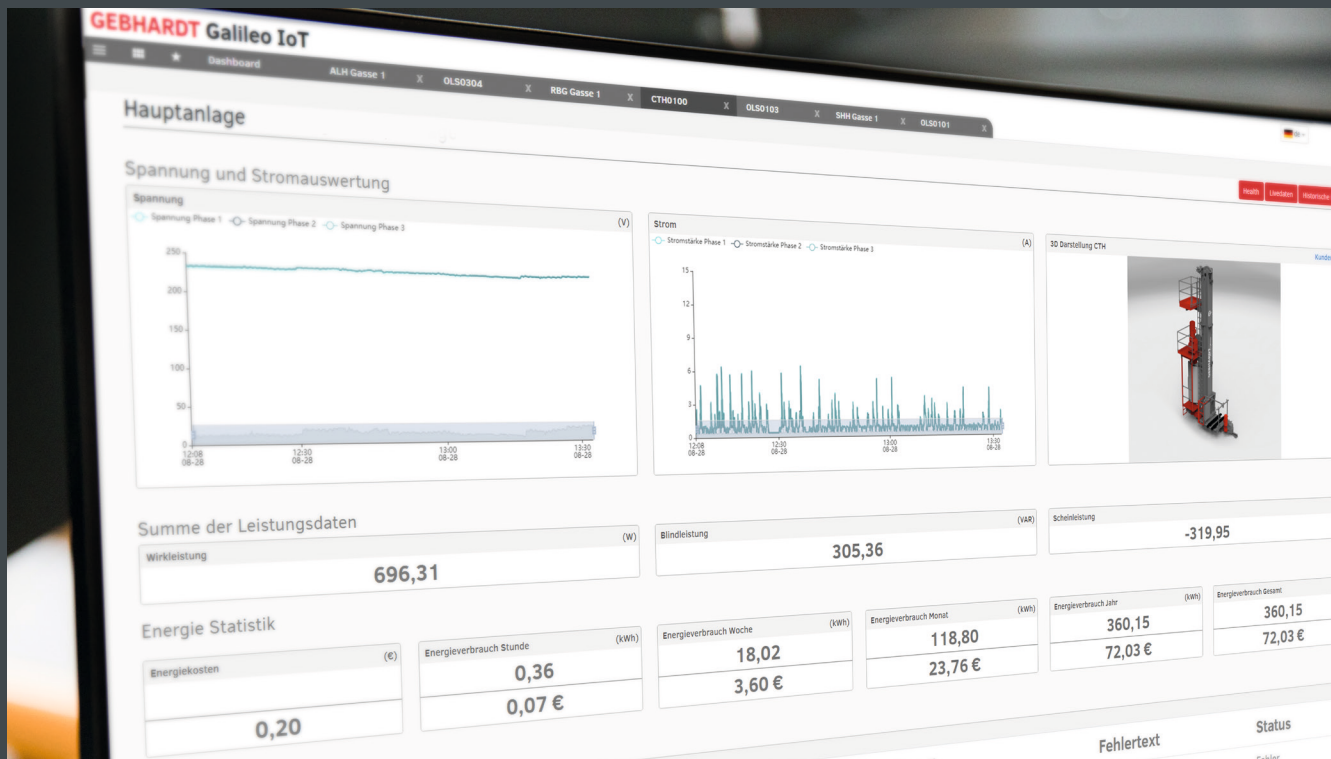 GEBHARDT Galileo IoT
Dashboard
ALH Gasse 1 X
OLS0304 X
RBG Gasse 1 X
CTH0100 X
OLS0103 X
SHH Gasse 1 X
OLS0101 X
Hauptanlage
de
Health
Livedaten
Historische
Spannung und Stromauswertung
Spannung (V)
Spannung Phase 1 Spannung Phase 2 Spannung Phase 3
250
200
150
100
50
0
12:08 12:30 13:00 13:30
08-28 08-28 08-28 08-28
Strom (A)
Stromstärke Phase 1 Stromstärke Phase 2 Stromstärke Phase 3
15
12
9
6
3
0
12:08 12:30 13:00 13:30
08-28 08-28 08-28 08-28
3D Darstellung CTH
Summe der Leistungsdaten
Wirkleistung (W)
696,31
Blindleistung (VAR)
305,36
Scheinleistung
-319,95
Energie Statistik
Energiekosten (€)
0,20
Energieverbrauch Stunde (kWh)
0,36
0,07 €
Energieverbrauch Woche (kWh)
18,02
3,60 €
Energieverbrauch Monat (kWh)
118,80
23,76 €
Energieverbrauch Jahr (kWh)
360,15
72,03 €
Energieverbrauch Gesamt
360,15
72,03 €
Fehlertext
Status